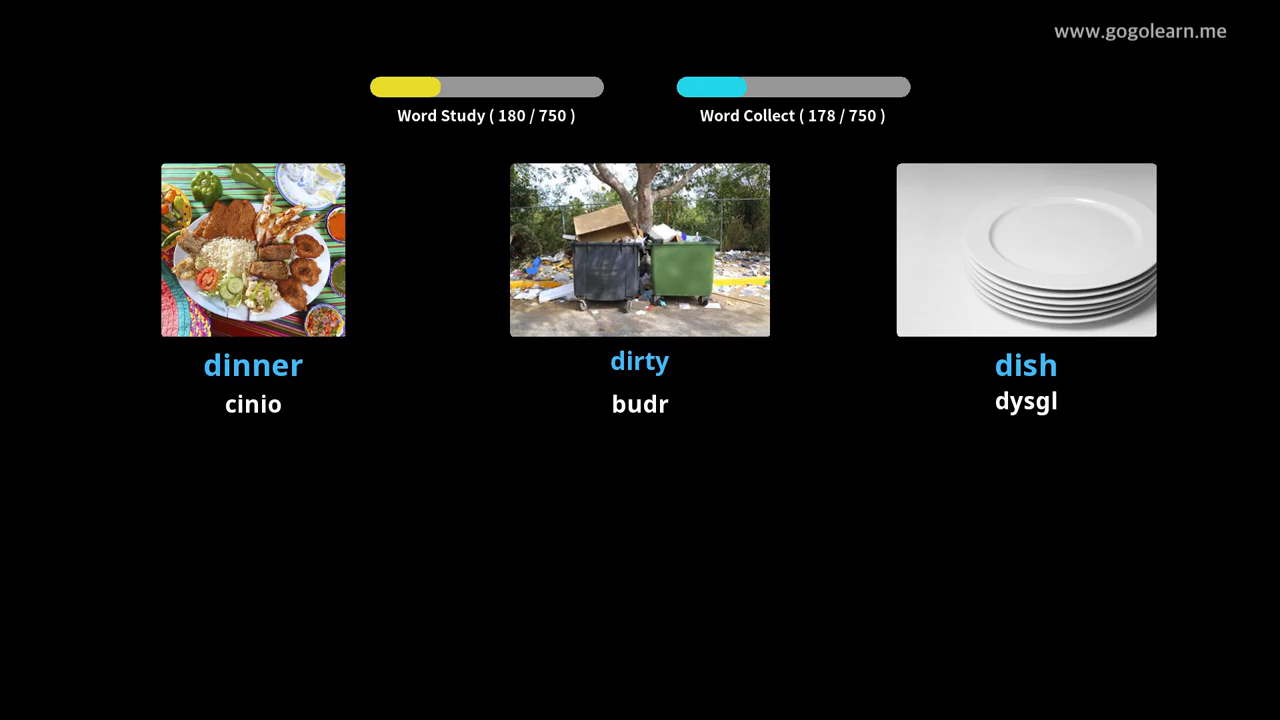 www.gogolearn.me
Word Study ( 180 / 750 )
Word Collect ( 178 / 750 )
dinner
dirty
dish
cinio
budr
dysgl